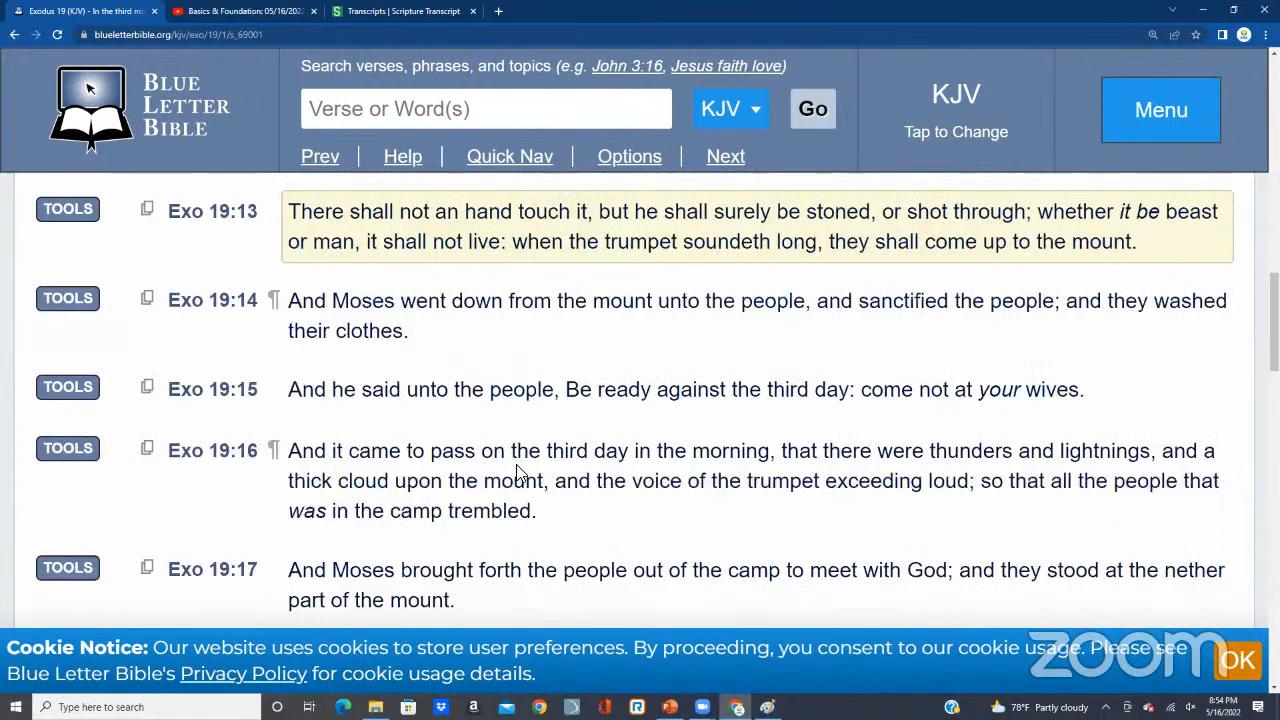 Exodus 19 (KJV) - In the third mo
Basics & Foundation: 05/16/2022
Transcripts | Scripture Transcript
blueletterbible.org/kjv/exo/19/1/s_69001
BLUE
LETTER
BIBLE
Search verses, phrases, and topics (e.g. John 3:16, Jesus faith love)
Verse or Word(s)
KJV
Go
Prev
Help
Quick Nav
Options
Next
KJV
Tap to Change
Menu
TOOLS
Exo 19:13
There shall not an hand touch it, but he shall surely be stoned, or shot through; whether it be beast
or man, it shall not live: when the trumpet soundeth long, they shall come up to the mount.
TOOLS
Exo 19:14
¶ And Moses went down from the mount unto the people, and sanctified the people; and they washed
their clothes.
TOOLS
Exo 19:15
And he said unto the people, Be ready against the third day: come not at your wives.
TOOLS
Exo 19:16
¶ And it came to pass on the third day in the morning, that there were thunders and lightnings, and a
thick cloud upon the mount, and the voice of the trumpet exceeding loud; so that all the people that
was in the camp trembled.
TOOLS
Exo 19:17
And Moses brought forth the people out of the camp to meet with God; and they stood at the nether
part of the mount.
Cookie Notice: Our website uses cookies to store user preferences. By proceeding, you consent to our cookie usage. Please see
Blue Letter Bible's Privacy Policy for cookie usage details.
OK
zoom
Type here to search
78°F Partly cloudy
8:54 PM
5/16/2022